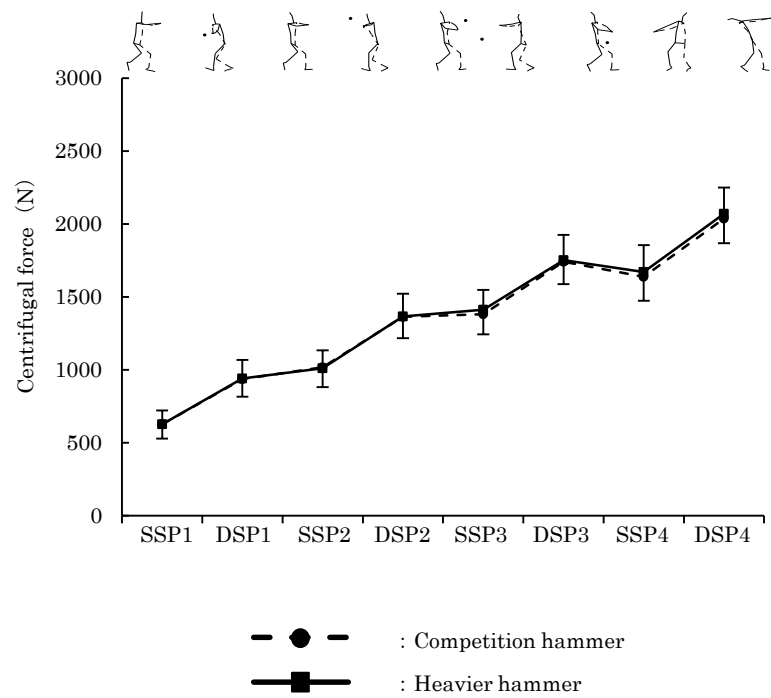 3000
2500
2000
1500
1000
500
0
Centrifugal force (N)
SSP1 DSP1 SSP2 DSP2 SSP3 DSP3 SSP4 DSP4
: Competition hammer
: Heavier hammer